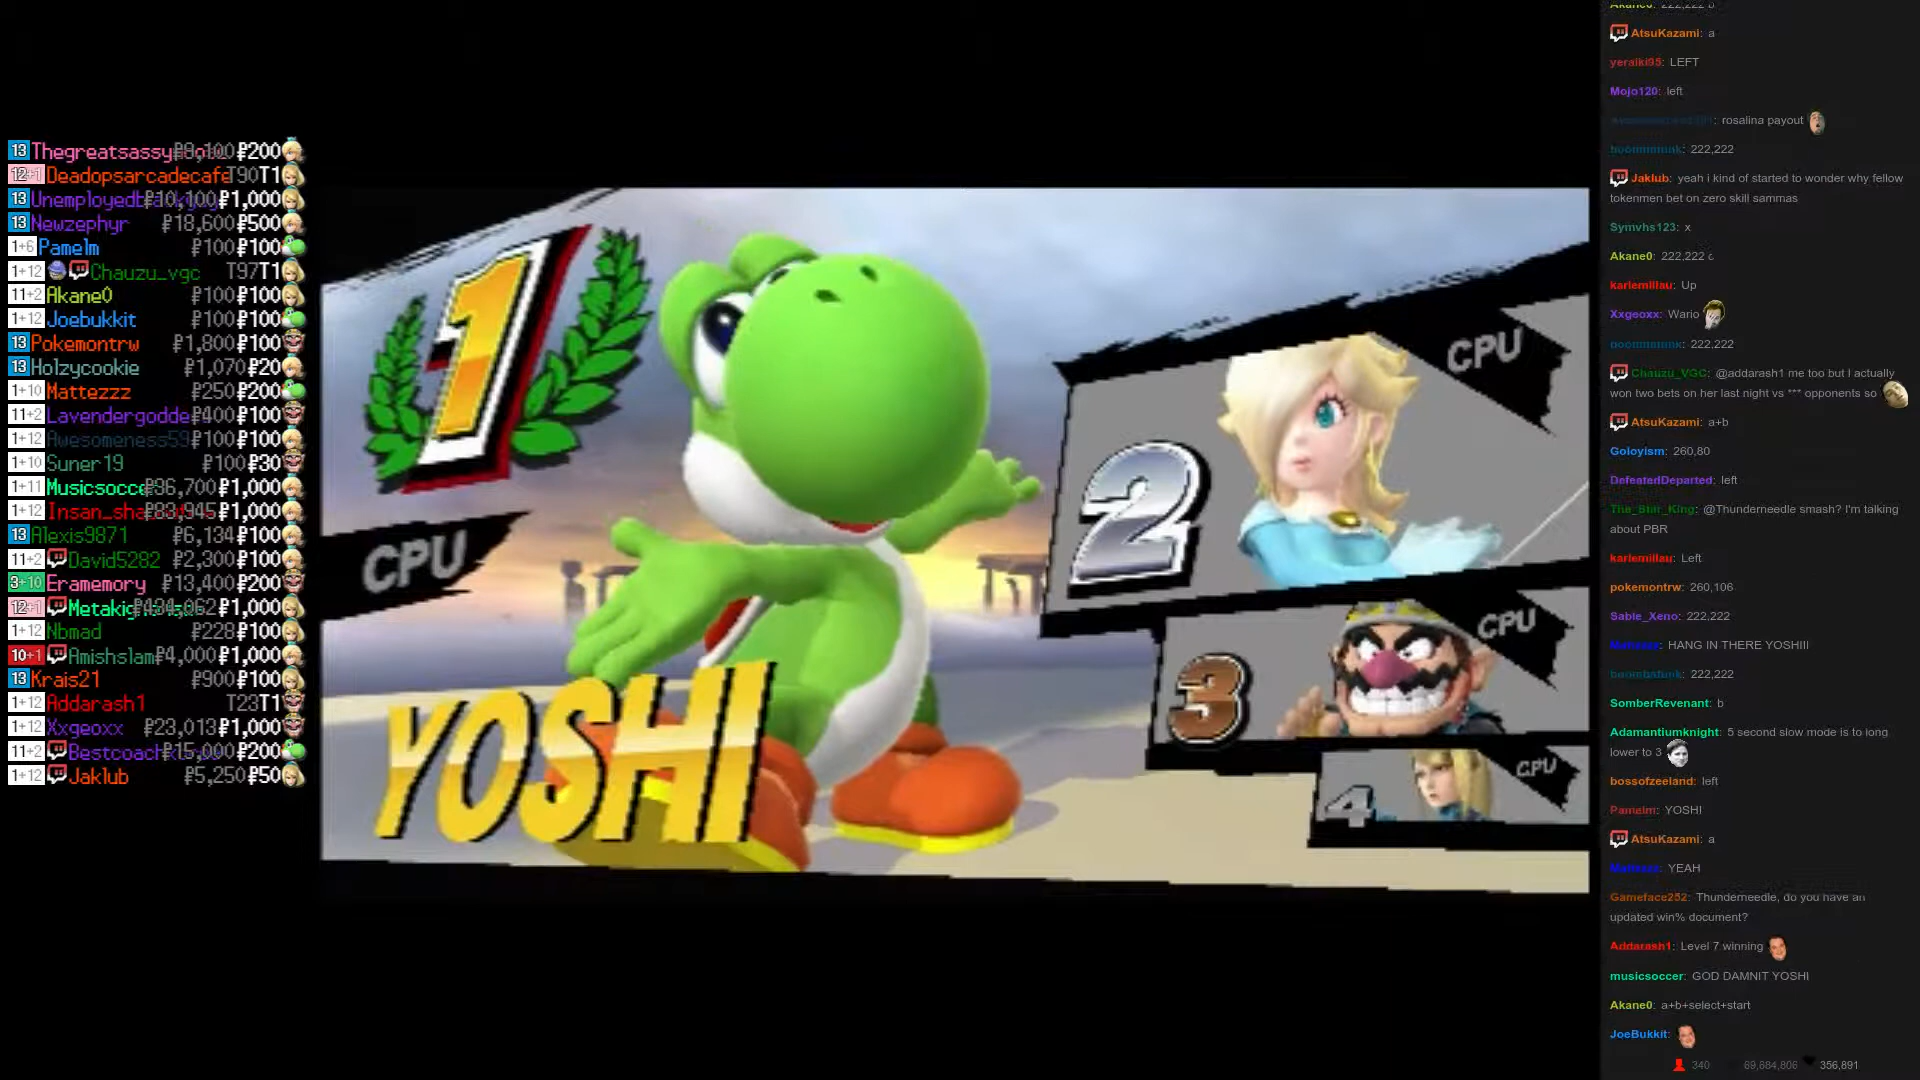 13 Thegreatsassy ₽9,100 ₽200
12+1 Deadopsarcadecafe T90 T1
13 ₽10,100 ₽1,000
13 Newzephyr ₽18,600 ₽500
1+6 Pamelm ₽100 ₽100
1+12 Chauzu_vgc T97 T1
11+2 Akane0 ₽100 ₽100
1+12 Joebukkit ₽100 ₽100
13 Pokemontrw ₽1,800 ₽100
13 Holzycookie ₽1,070 ₽20
1+10 Mattezzz ₽250 ₽200
11+2 Lavendergodde ₽400 ₽100
1+12 Awesomeness59 ₽100 ₽100
1+10 Suner19 ₽100 ₽30
1+11 Musicsocce ₽36,700 ₽1,000
1+12 Insan_sha ₽83,945 ₽1,000
13 Alexis9871 ₽6,134 ₽100
11+2 David5282 ₽2,300 ₽100
3+10 Eramemory ₽13,400 ₽200
12+1 ₽1,000
1+12 Nbmad ₽228 ₽100
10+1 Amishslam ₽4,000 ₽1,000
13 Krais21 ₽900 ₽100
1+12 Addarash1 T23 T1
1+12 Xxgeoxx ₽23,013 ₽1,000
11+2 Bestcoach ₽15,000 ₽200
1+12 Jaklub ₽5,250 ₽50
1
CPU
YOSHI
CPU
2
CPU
3
CPU
4
AtsuKazami: a
yeraiki95: LEFT
Mojo120: left
: rosalina payout
: 222,222
Jaklub: yeah i kind of started to wonder why fellow
tokenmen bet on zero skill sammas
Symvhs123: x
Akane0: 222,222 c
karlemillau: Up
Xxgeoxx: Wario
: 222,222
Chauzu_VGC: @addarash1 me too but I actually
won two bets on her last night vs *** opponents so
AtsuKazami: a+b
Goloyism: 260,80
DefeatedDeparted: left
The_Star_King: @Thunderneedle smash? I'm talking
about PBR
karlemillau: Left
pokemontrw: 260,106
Sable_Xeno: 222,222
: HANG IN THERE YOSHIII
: 222,222
SomberRevenant: b
Adamantiumknight: 5 second slow mode is to long
lower to 3
bossofzeeland: left
Pamelm: YOSHI
AtsuKazami: a
: YEAH
Gameface252: Thunderneedle, do you have an
updated win% document?
Addarash1: Level 7 winning
musicsoccer: GOD DAMNIT YOSHI
Akane0: a+b+select+start
JoeBukkit:
340 69,684,806 356,891